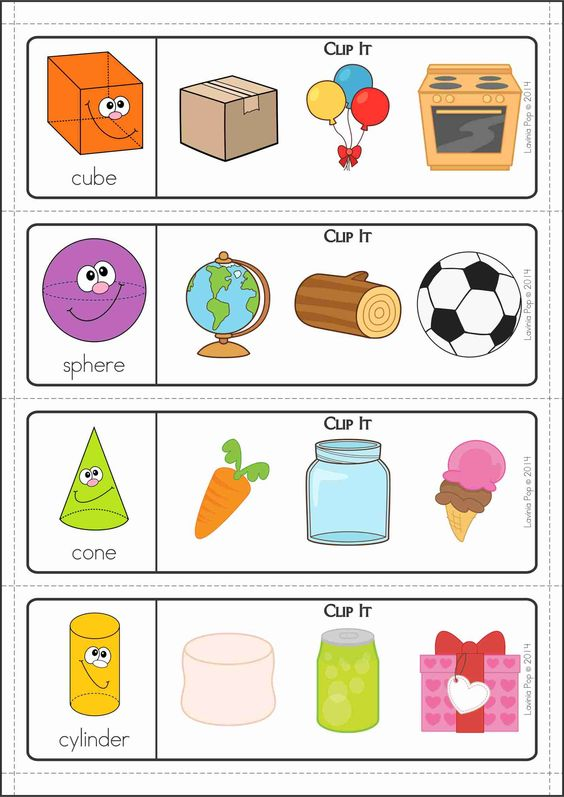 CLIP IT
cube
Lavinia Pop © 2014
CLIP IT
sphere
Lavinia Pop © 2014
CLIP IT
cone
Lavinia Pop © 2014
CLIP IT
cylinder
Lavinia Pop © 2014